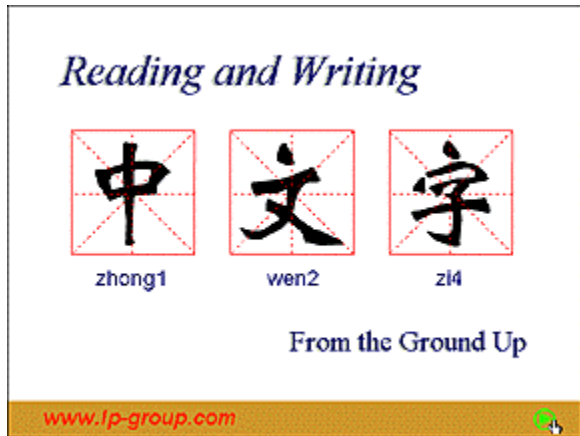 Reading and Writing
中 文 字
zhong1 wen2 zi4
From the Ground Up
www.lp-group.com